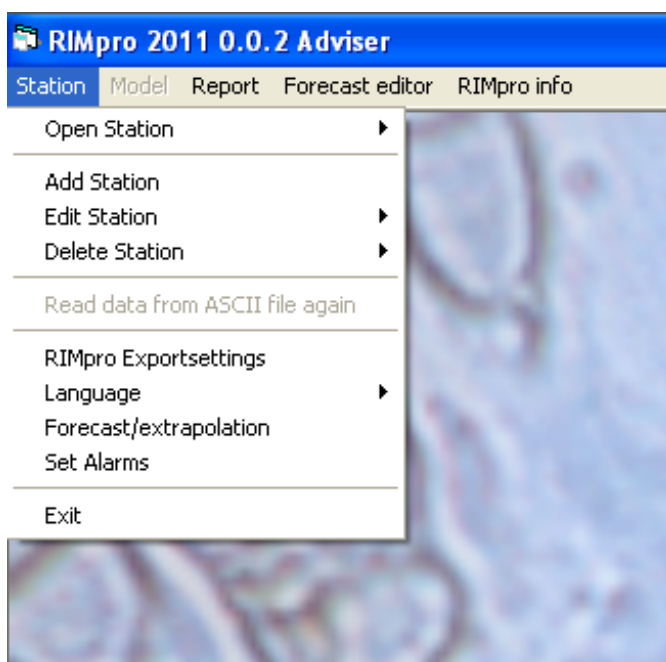 RIMpro 2011 0.0.2 Adviser
Station Model Report Forecast editor RIMpro info
Open Station
Add Station
Edit Station
Delete Station
Read data from ASCII file again
RIMpro Exportsettings
Language
Forecast/extrapolation
Set Alarms
Exit